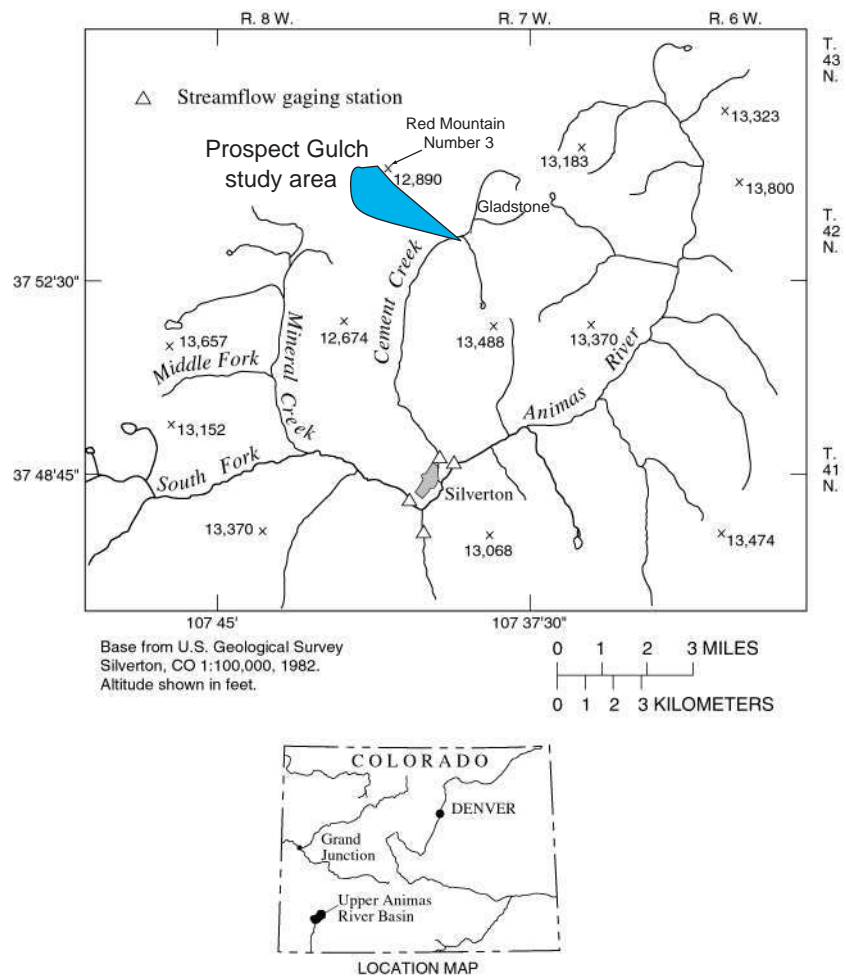 R. 8 W.
R. 7 W.
R. 6 W.
T.
43
N.
Streamflow gaging station
Red Mountain
Number 3
Prospect Gulch
study area
12,890
13,323
13,183
13,800
Gladstone
T.
42
N.
37 52'30"
Cement Creek
Mineral Creek
13,657
12,674
13,488
13,370
Middle Fork
Animas River
13,152
37 48'45"
South Fork
T.
41
N.
Silverton
13,370
13,068
13,474
107 45'
107 37'30"
Base from U.S. Geological Survey
Silverton, CO 1:100,000, 1982.
Altitude shown in feet.
0 1 2 3 MILES
0 1 2 3 KILOMETERS
COLORADO
DENVER
Grand
Junction
Upper Animas
River Basin
LOCATION MAP